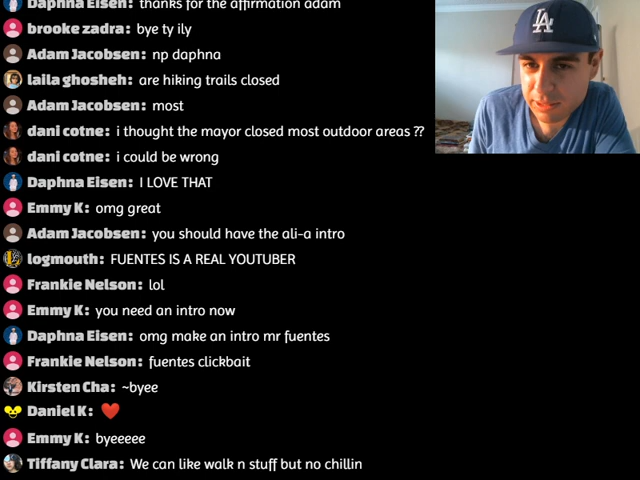 Daphna Eisen: thanks for the affirmation adam
brooke zadra: bye ty ily
Adam Jacobsen: np daphna
laila ghosheh: are hiking trails closed
Adam Jacobsen: most
dani cotne: i thought the mayor closed most outdoor areas ??
dani cotne: i could be wrong
Daphna Eisen: I LOVE THAT
Emmy K: omg great
Adam Jacobsen: you should have the ali-a intro
logmouth: FUENTES IS A REAL YOUTUBER
Frankie Nelson: lol
Emmy K: you need an intro now
Daphna Eisen: omg make an intro mr fuentes
Frankie Nelson: fuentes clickbait
Kirsten Cha: ~byee
Daniel K: ❤️
Emmy K: byeeeee
Tiffany Clara: We can like walk n stuff but no chillin
LA